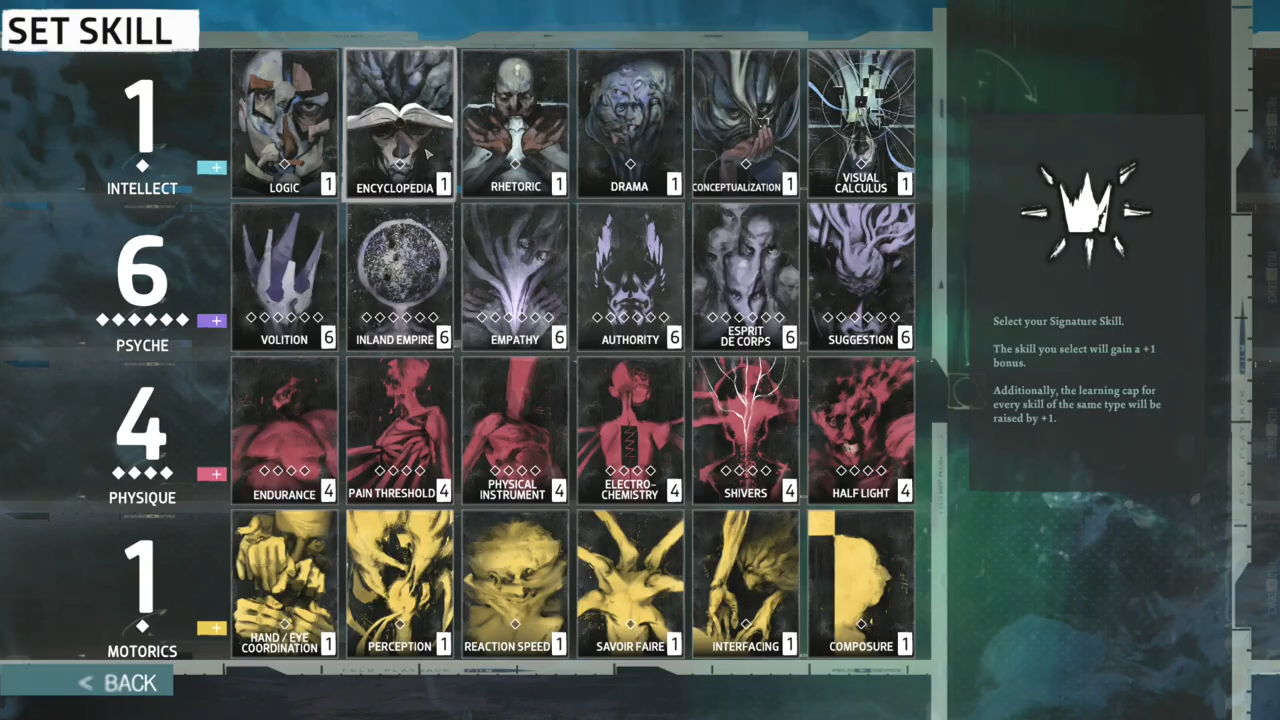 SET SKILL
1
INTELLECT
+
LOGIC 1
ENCYCLOPEDIA 1
RHETORIC 1
DRAMA 1
CONCEPTUALIZATION 1
VISUAL
CALCULUS 1
6
PSYCHE
+
VOLITION 6
INLAND EMPIRE 6
EMPATHY 6
AUTHORITY 6
ESPRIT
DE CORPS 6
SUGGESTION 6
4
PHYSIQUE
+
ENDURANCE 4
PAIN THRESHOLD 4
PHYSICAL
INSTRUMENT 4
ELECTRO-
CHEMISTRY 4
SHIVERS 4
HALF LIGHT 4
1
MOTORICS
+
HAND / EYE
COORDINATION 1
PERCEPTION 1
REACTION SPEED 1
SAVOIR FAIRE 1
INTERFACING 1
COMPOSURE 1
< BACK
Select your Signature Skill.
The skill you select will gain a +1
bonus.
Additionally, the learning cap for
every skill of the same type will be
raised by +1.